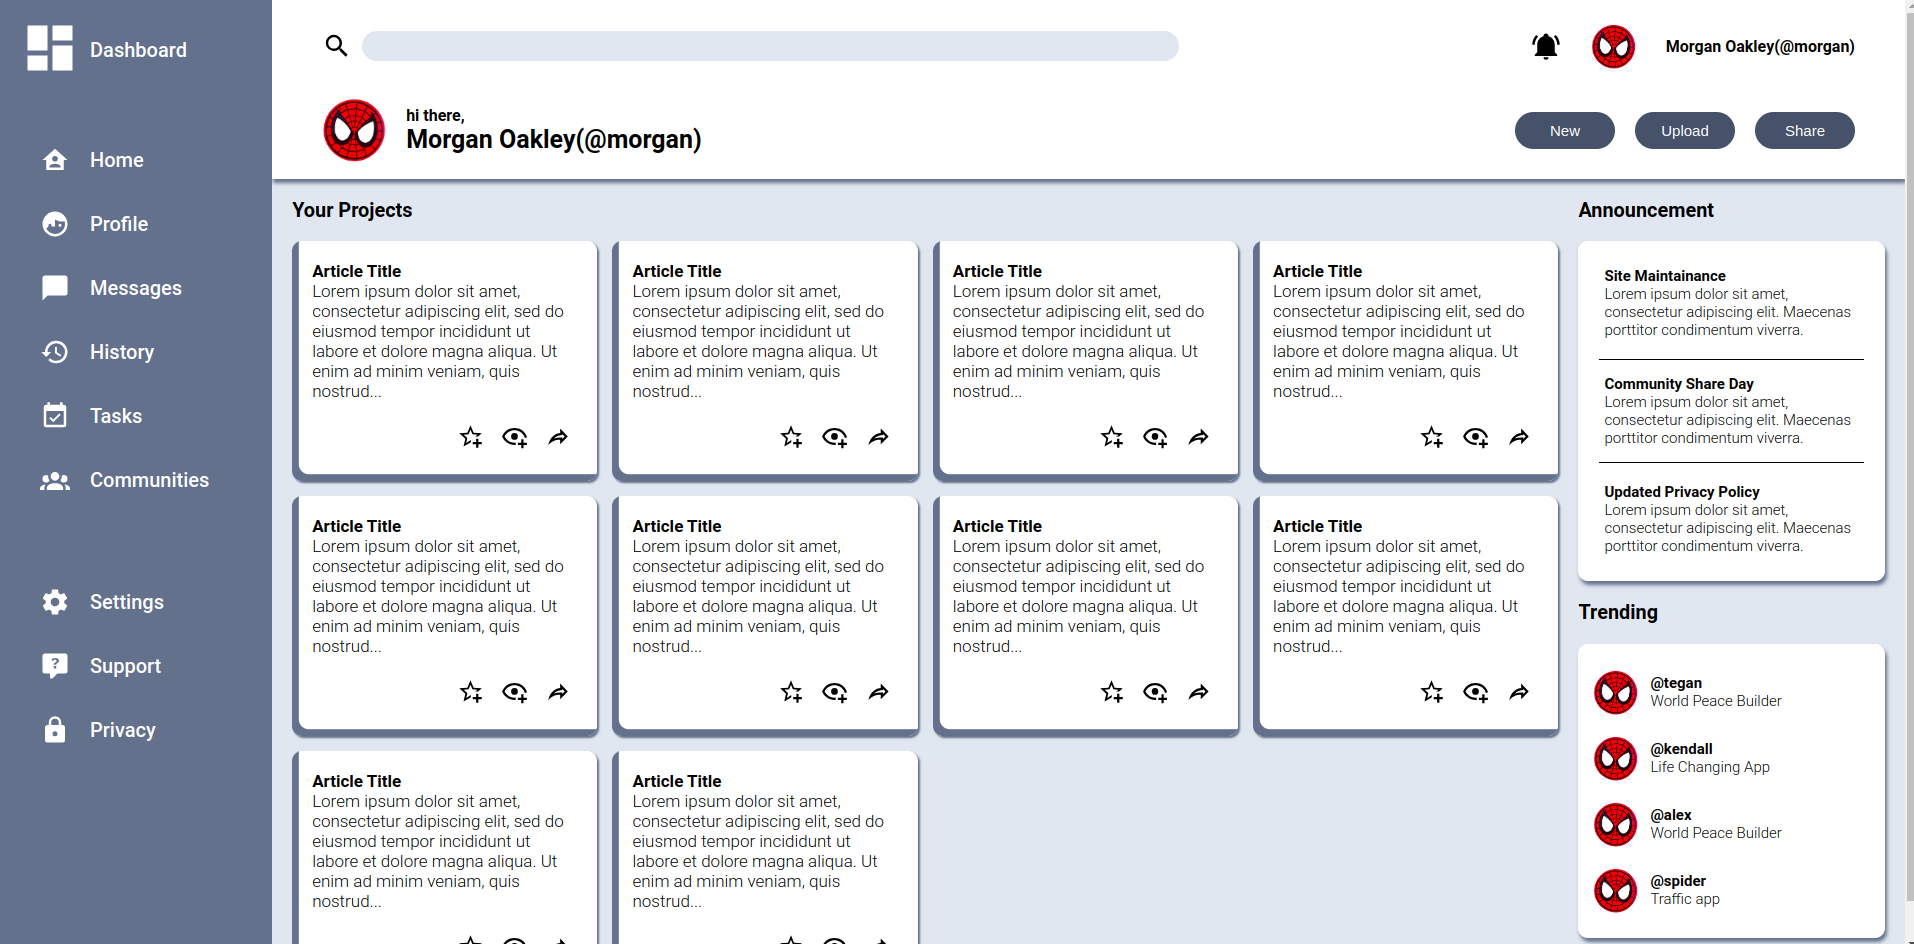 Dashboard
Home
Profile
Messages
History
Tasks
Communities
Settings
Support
Privacy
Morgan Oakley(@morgan)
hi there,
Morgan Oakley(@morgan)
New
Upload
Share
Your Projects
Article Title
Lorem ipsum dolor sit amet,
consectetur adipiscing elit, sed do
eiusmod tempor incididunt ut
labore et dolore magna aliqua. Ut
enim ad minim veniam, quis
nostrud...
Article Title
Lorem ipsum dolor sit amet,
consectetur adipiscing elit, sed do
eiusmod tempor incididunt ut
labore et dolore magna aliqua. Ut
enim ad minim veniam, quis
nostrud...
Article Title
Lorem ipsum dolor sit amet,
consectetur adipiscing elit, sed do
eiusmod tempor incididunt ut
labore et dolore magna aliqua. Ut
enim ad minim veniam, quis
nostrud...
Article Title
Lorem ipsum dolor sit amet,
consectetur adipiscing elit, sed do
eiusmod tempor incididunt ut
labore et dolore magna aliqua. Ut
enim ad minim veniam, quis
nostrud...
Article Title
Lorem ipsum dolor sit amet,
consectetur adipiscing elit, sed do
eiusmod tempor incididunt ut
labore et dolore magna aliqua. Ut
enim ad minim veniam, quis
nostrud...
Article Title
Lorem ipsum dolor sit amet,
consectetur adipiscing elit, sed do
eiusmod tempor incididunt ut
labore et dolore magna aliqua. Ut
enim ad minim veniam, quis
nostrud...
Article Title
Lorem ipsum dolor sit amet,
consectetur adipiscing elit, sed do
eiusmod tempor incididunt ut
labore et dolore magna aliqua. Ut
enim ad minim veniam, quis
nostrud...
Article Title
Lorem ipsum dolor sit amet,
consectetur adipiscing elit, sed do
eiusmod tempor incididunt ut
labore et dolore magna aliqua. Ut
enim ad minim veniam, quis
nostrud...
Article Title
Lorem ipsum dolor sit amet,
consectetur adipiscing elit, sed do
eiusmod tempor incididunt ut
labore et dolore magna aliqua. Ut
enim ad minim veniam, quis
nostrud...
Article Title
Lorem ipsum dolor sit amet,
consectetur adipiscing elit, sed do
eiusmod tempor incididunt ut
labore et dolore magna aliqua. Ut
enim ad minim veniam, quis
nostrud...
Announcement
Site Maintainance
Lorem ipsum dolor sit amet,
consectetur adipiscing elit. Maecenas
porttitor condimentum viverra.
Community Share Day
Lorem ipsum dolor sit amet,
consectetur adipiscing elit. Maecenas
porttitor condimentum viverra.
Updated Privacy Policy
Lorem ipsum dolor sit amet,
consectetur adipiscing elit. Maecenas
porttitor condimentum viverra.
Trending
@tegan
World Peace Builder
@kendall
Life Changing App
@alex
World Peace Builder
@spider
Traffic app